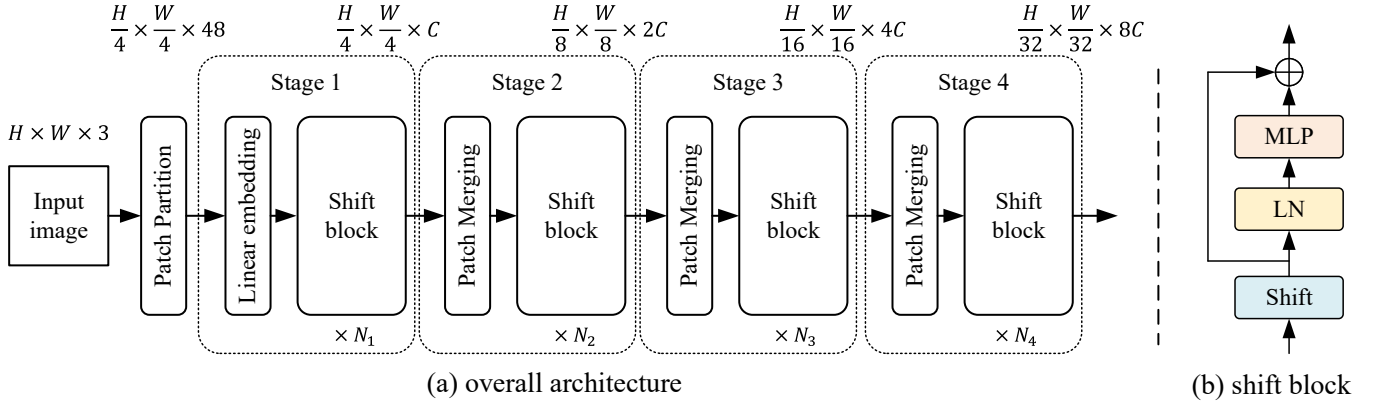 H/4 × W/4 × 48
H/4 × W/4 × C
H/8 × W/8 × 2C
H/16 × W/16 × 4C
H/32 × W/32 × 8C
H × W × 3
Input
image
Patch Partition
Stage 1
Linear embedding
Shift
block
× N₁
Stage 2
Patch Merging
Shift
block
× N₂
Stage 3
Patch Merging
Shift
block
× N₃
Stage 4
Patch Merging
Shift
block
× N₄
(a) overall architecture
MLP
LN
Shift
(b) shift block